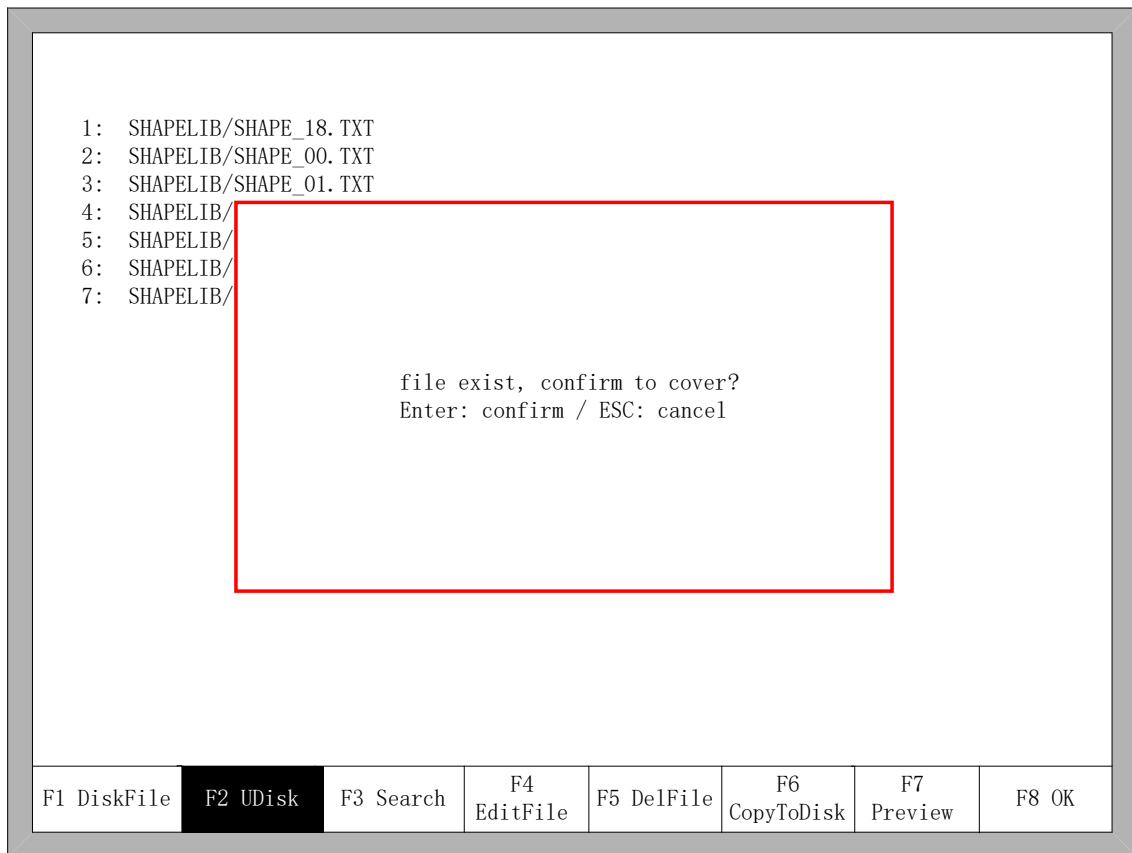 1: SHAPELIB/SHAPE_18.TXT
2: SHAPELIB/SHAPE_00.TXT
3: SHAPELIB/SHAPE_01.TXT
4: SHAPELIB/
5: SHAPELIB/
6: SHAPELIB/
7: SHAPELIB/
file exist, confirm to cover?
Enter: confirm / ESC: cancel
F1 DiskFile
F2 UDisk
F3 Search
F4
EditFile
F5 DelFile
F6
CopyToDisk
F7
Preview
F8 OK